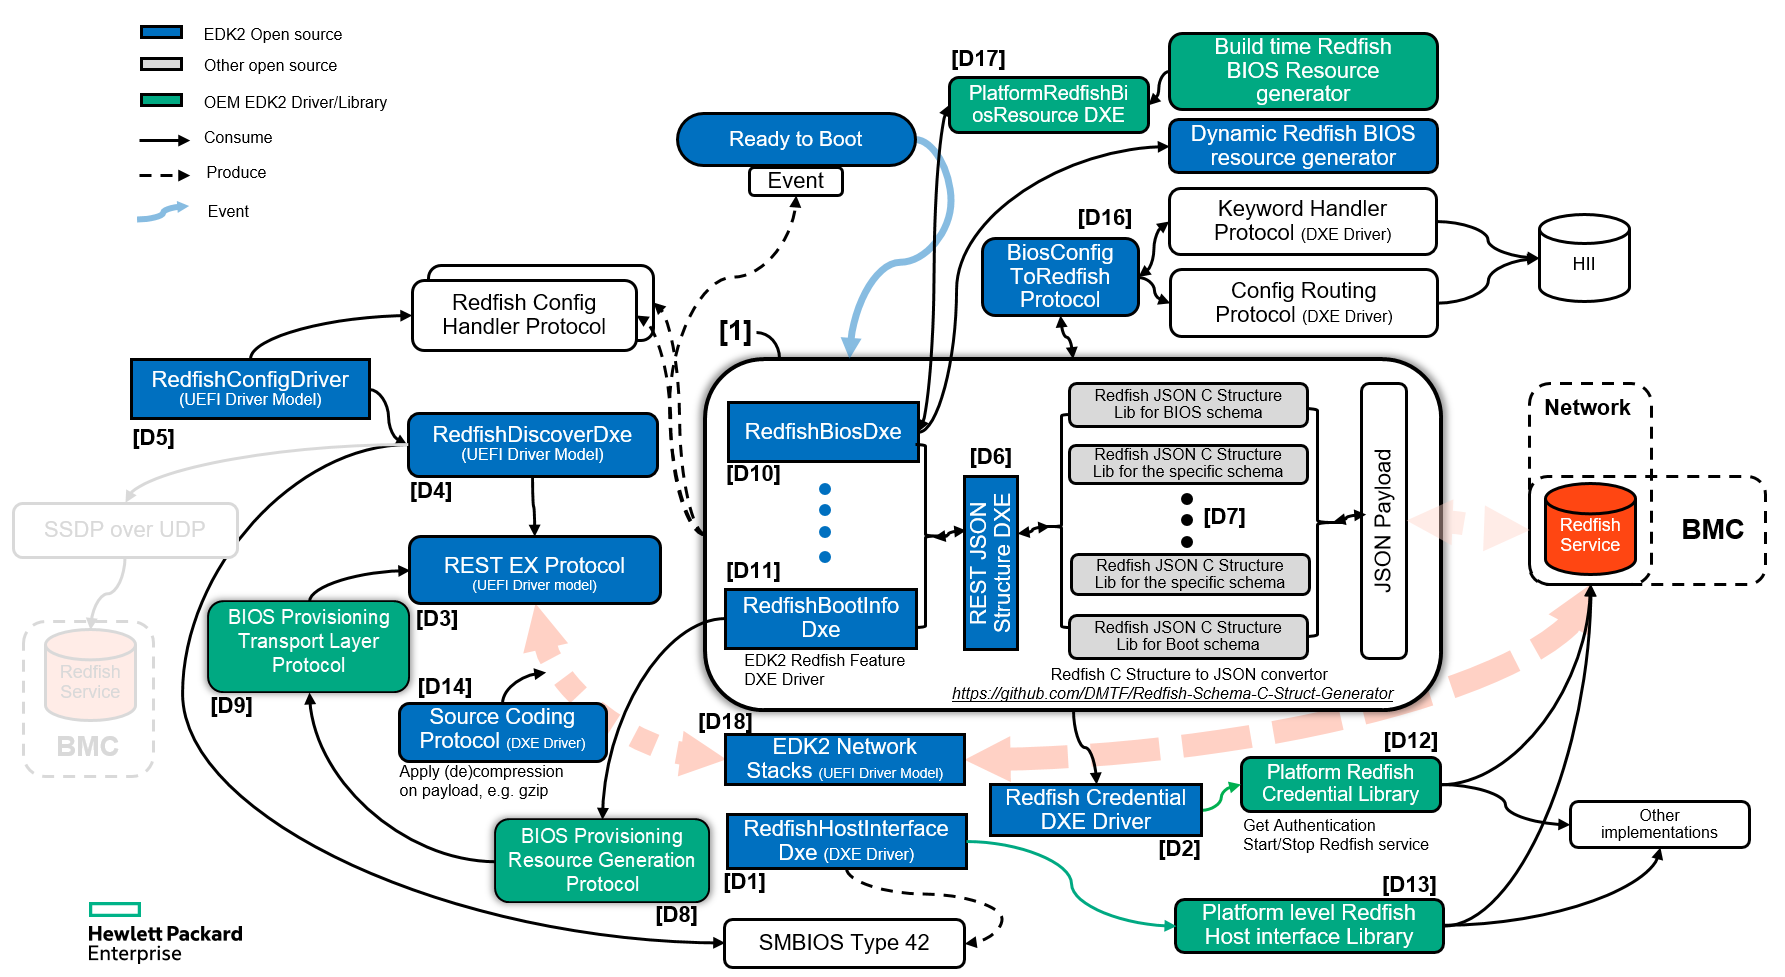 EDK2 Open source
Other open source
OEM EDK2 Driver/Library
Consume
Produce
Event
Ready to Boot
Event
[D17]
PlatformRedfishBi
osResource DXE
Build time Redfish
BIOS Resource
generator
Dynamic Redfish BIOS
resource generator
[D16]
BiosConfig
ToRedfish
Protocol
Keyword Handler
Protocol (DXE Driver)
Config Routing
Protocol (DXE Driver)
HII
Redfish Config
Handler Protocol
[1]
RedfishConfigDriver
(UEFI Driver Model)
[D5]
RedfishDiscoverDxe
(UEFI Driver Model)
[D4]
SSDP over UDP
Redfish
Service
BMC
REST EX Protocol
(UEFI Driver model)
[D3]
BIOS Provisioning
Transport Layer
Protocol
[D9]
[D14]
Source Coding
Protocol (DXE Driver)
Apply (de)compression
on payload, e.g. gzip
BIOS Provisioning
Resource Generation
Protocol
[D8]
RedfishBiosDxe
[D10]
[D11]
RedfishBootInfo
Dxe
EDK2 Redfish Feature
DXE Driver
[D6]
REST JSON
Structure DXE
Redfish JSON C Structure
Lib for BIOS schema
Redfish JSON C Structure
Lib for the specific schema
[D7]
Redfish JSON C Structure
Lib for the specific schema
Redfish JSON C Structure
Lib for Boot schema
JSON Payload
Redfish C Structure to JSON convertor
https://github.com/DMTF/Redfish-Schema-C-Struct-Generator
Network
Redfish
Service
BMC
[D18]
EDK2 Network
Stacks (UEFI Driver Model)
RedfishHostInterface
Dxe (DXE Driver)
[D1]
SMBIOS Type 42
Redfish Credential
DXE Driver
[D2]
[D12]
Platform Redfish
Credential Library
Get Authentication
Start/Stop Redfish service
Other
implementations
[D13]
Platform level Redfish
Host interface Library
Hewlett Packard
Enterprise